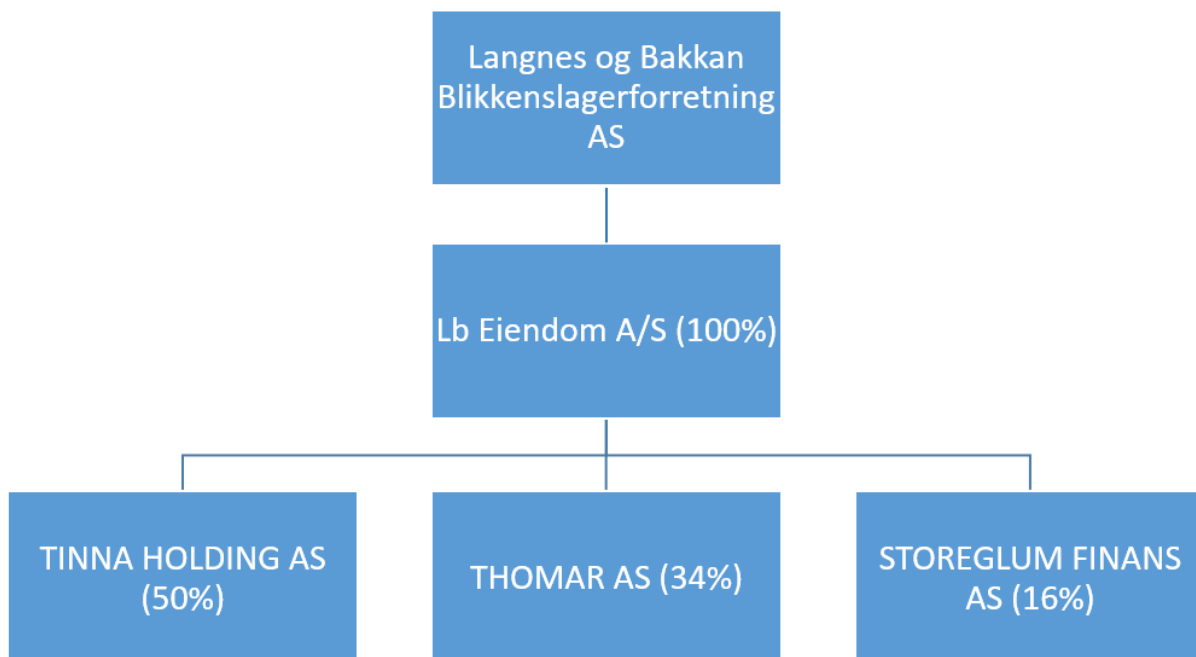 Langnes og Bakkan
Blikkenslagerforretning
AS
Lb Eiendom A/S (100%)
TINNA HOLDING AS
(50%)
THOMAR AS (34%)
STOREGLUM FINANS
AS (16%)